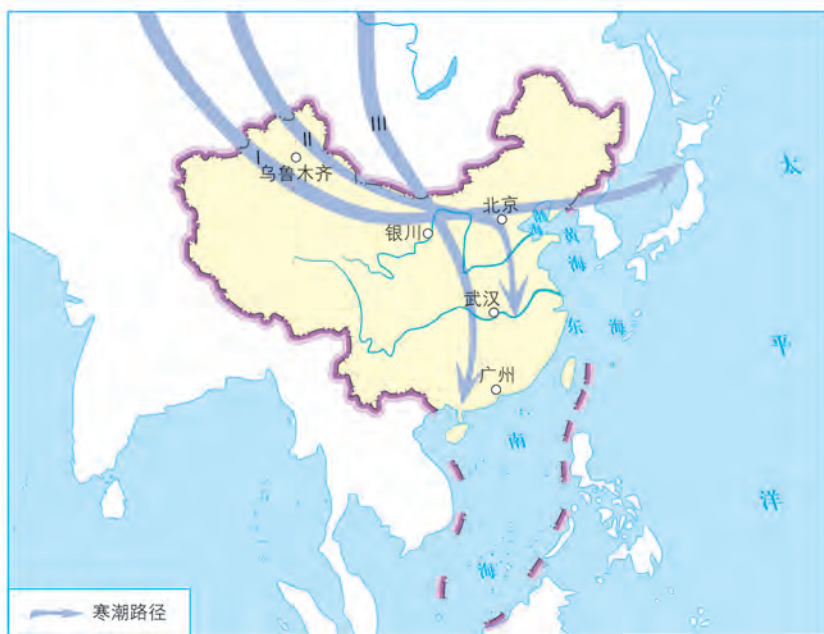 III
II
I
乌鲁木齐
太
北京
渤海
银川
黄
海
武汉
东 海
平
广州
南
洋
海
寒潮路径